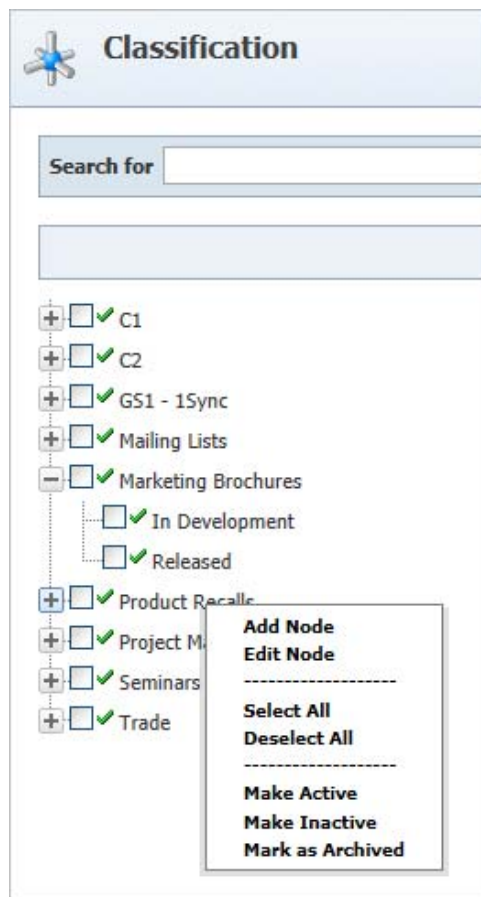 Classification
Search for
C1
C2
GS1 - 1Sync
Mailing Lists
Marketing Brochures
In Development
Released
Product Recalls
Project
Seminars
Trade
Add Node
Edit Node
-------------------
Select All
Deselect All
-------------------
Make Active
Make Inactive
Mark as Archived